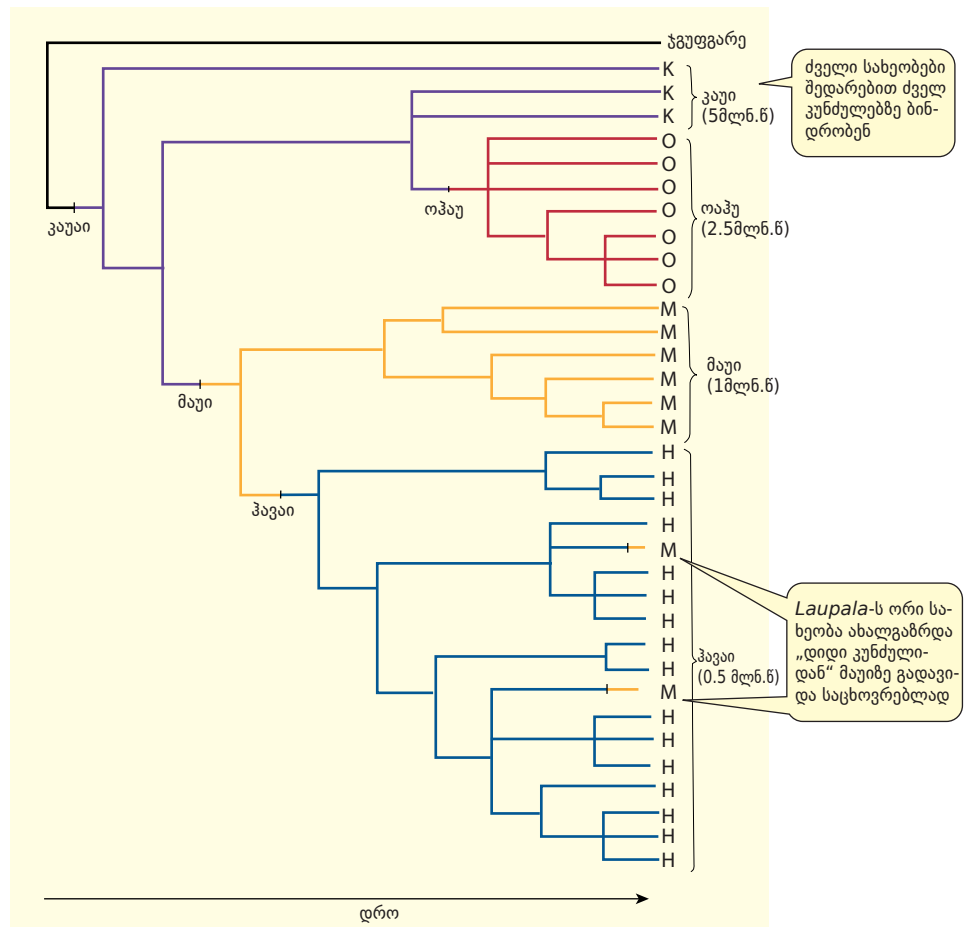 ჯგუფგარე
K
K
K
კაუი
(5მლნ.წ)
ძველი სახეობები
შედარებით ძველ
კუნძულებზე ბინ-
დრობენ
O
O
O
O
O
O
O
ოაჰუ
(2.5მლნ.წ)
კაუაი
ოჰაუ
M
M
M
M
M
M
მაუი
(1მლნ.წ)
მაუი
H
H
H
H
M
H
H
H
H
H
M
H
H
H
H
H
H
H
ჰავაი
ჰავაი
(0.5 მლნ.წ)
Laupala-ს ორი სა-
ხეობა ახალგაზრდა
„დიდი კუნძული-
დან“ მაუიზე გადავი-
და საცხოვრებლად
დრო